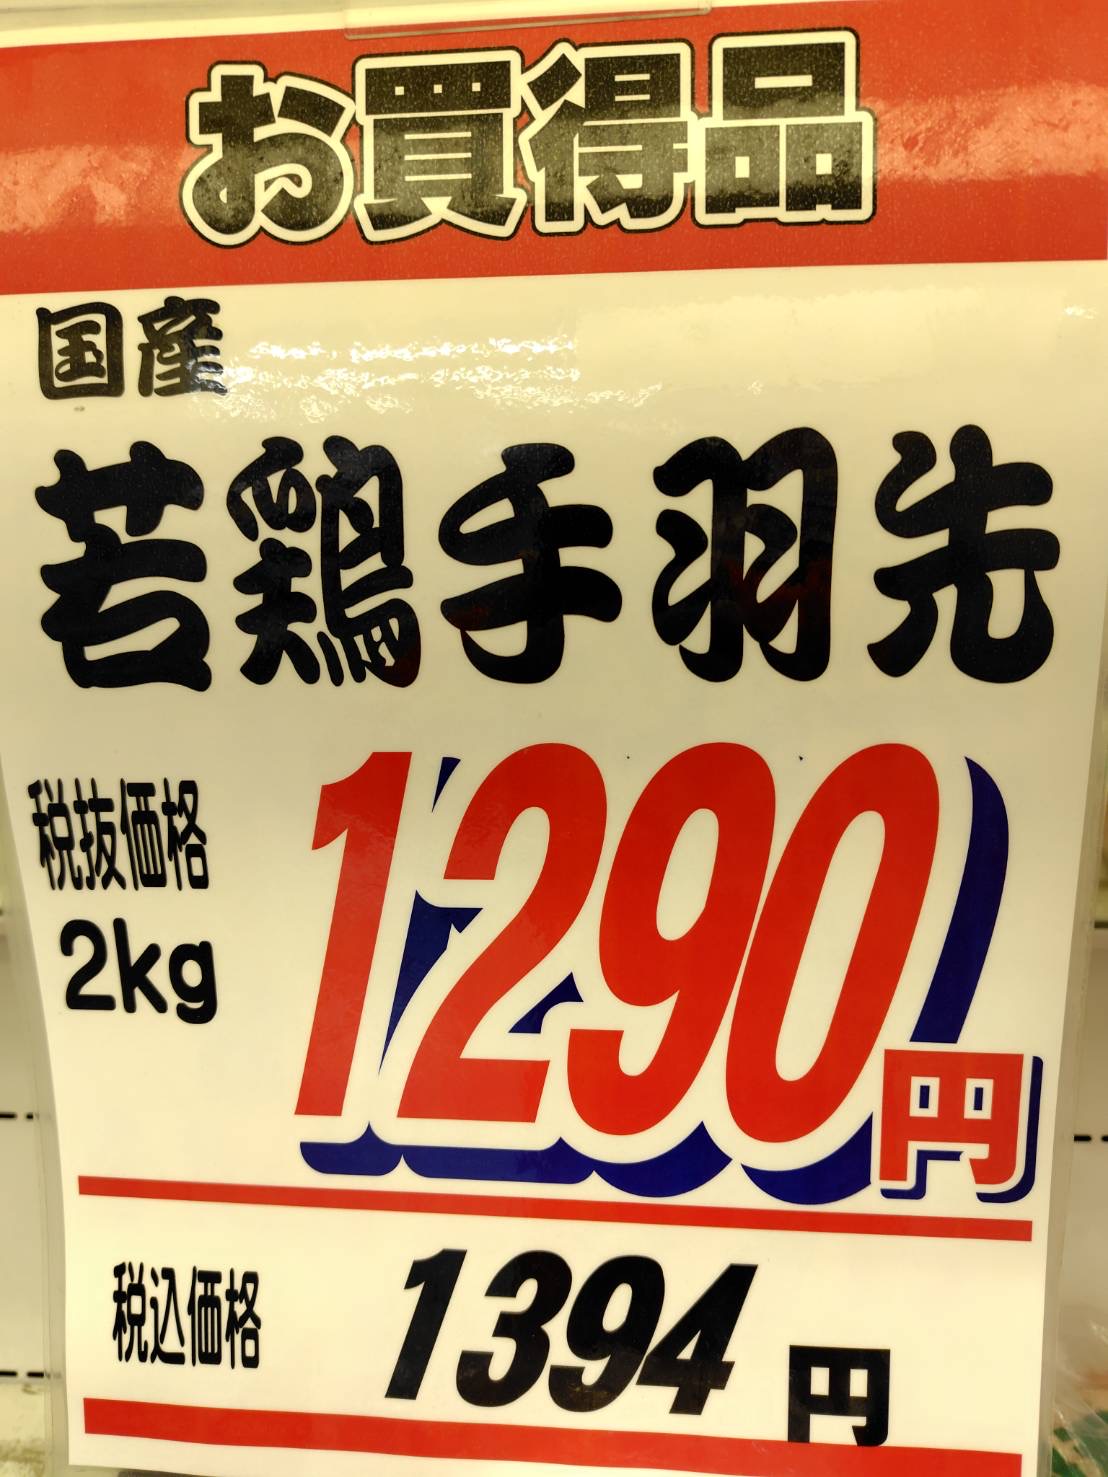 お買得品
国産
若鶏手羽先
税抜価格
2kg
1290円
税込価格 1394円